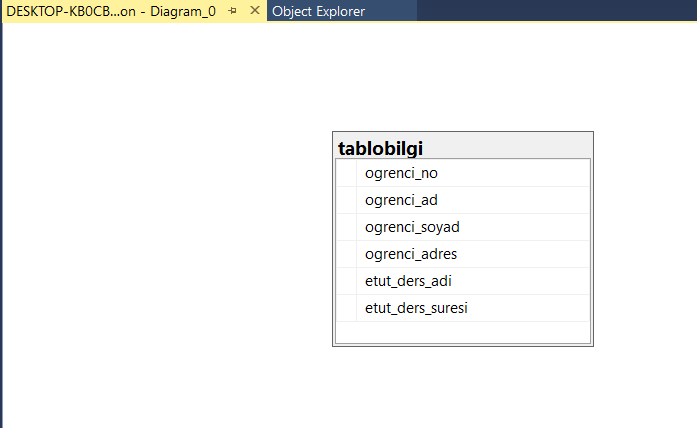 DESKTOP-KB0CB...on - Diagram_0
Object Explorer
tablobilgi
ogrenci_no
ogrenci_ad
ogrenci_soyad
ogrenci_adres
etut_ders_adi
etut_ders_suresi